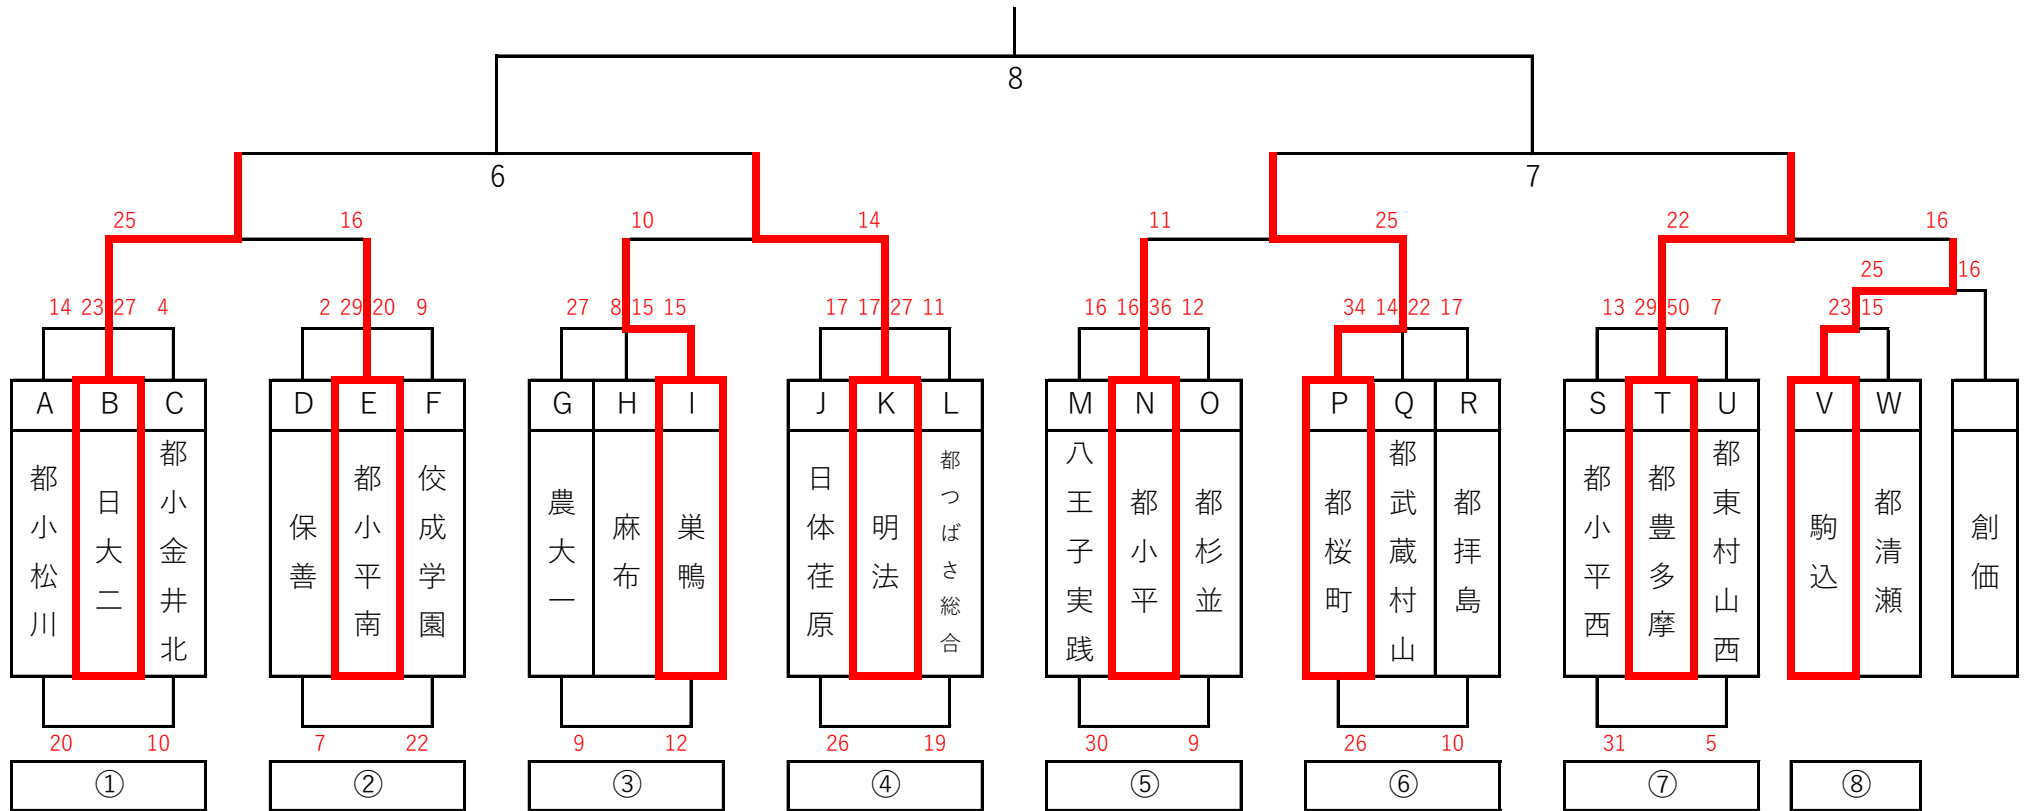 8
6
7
25 16 10 14 11 25 22 16
25 16
14 23 27 4 2 29 20 9 27 8 15 15 17 17 27 11 16 16 36 12 34 14 22 17 13 29 50 7 23 15
A B C D E F G H I J K L M N O P Q R S T U V W
都小松川
日大二
都小金井北
保善
都小平南
佼成学園
農大一
麻布
巣鴨
日体荏原
明法
都つばさ総合
八王子実践
都小平
都杉並
都桜町
都武蔵村山
都拝島
都小平西
都豊多摩
都東村山西
駒込
都清瀬
創価
20 10 7 22 9 12 26 19 30 9 26 10 31 5
① ② ③ ④ ⑤ ⑥ ⑦ ⑧